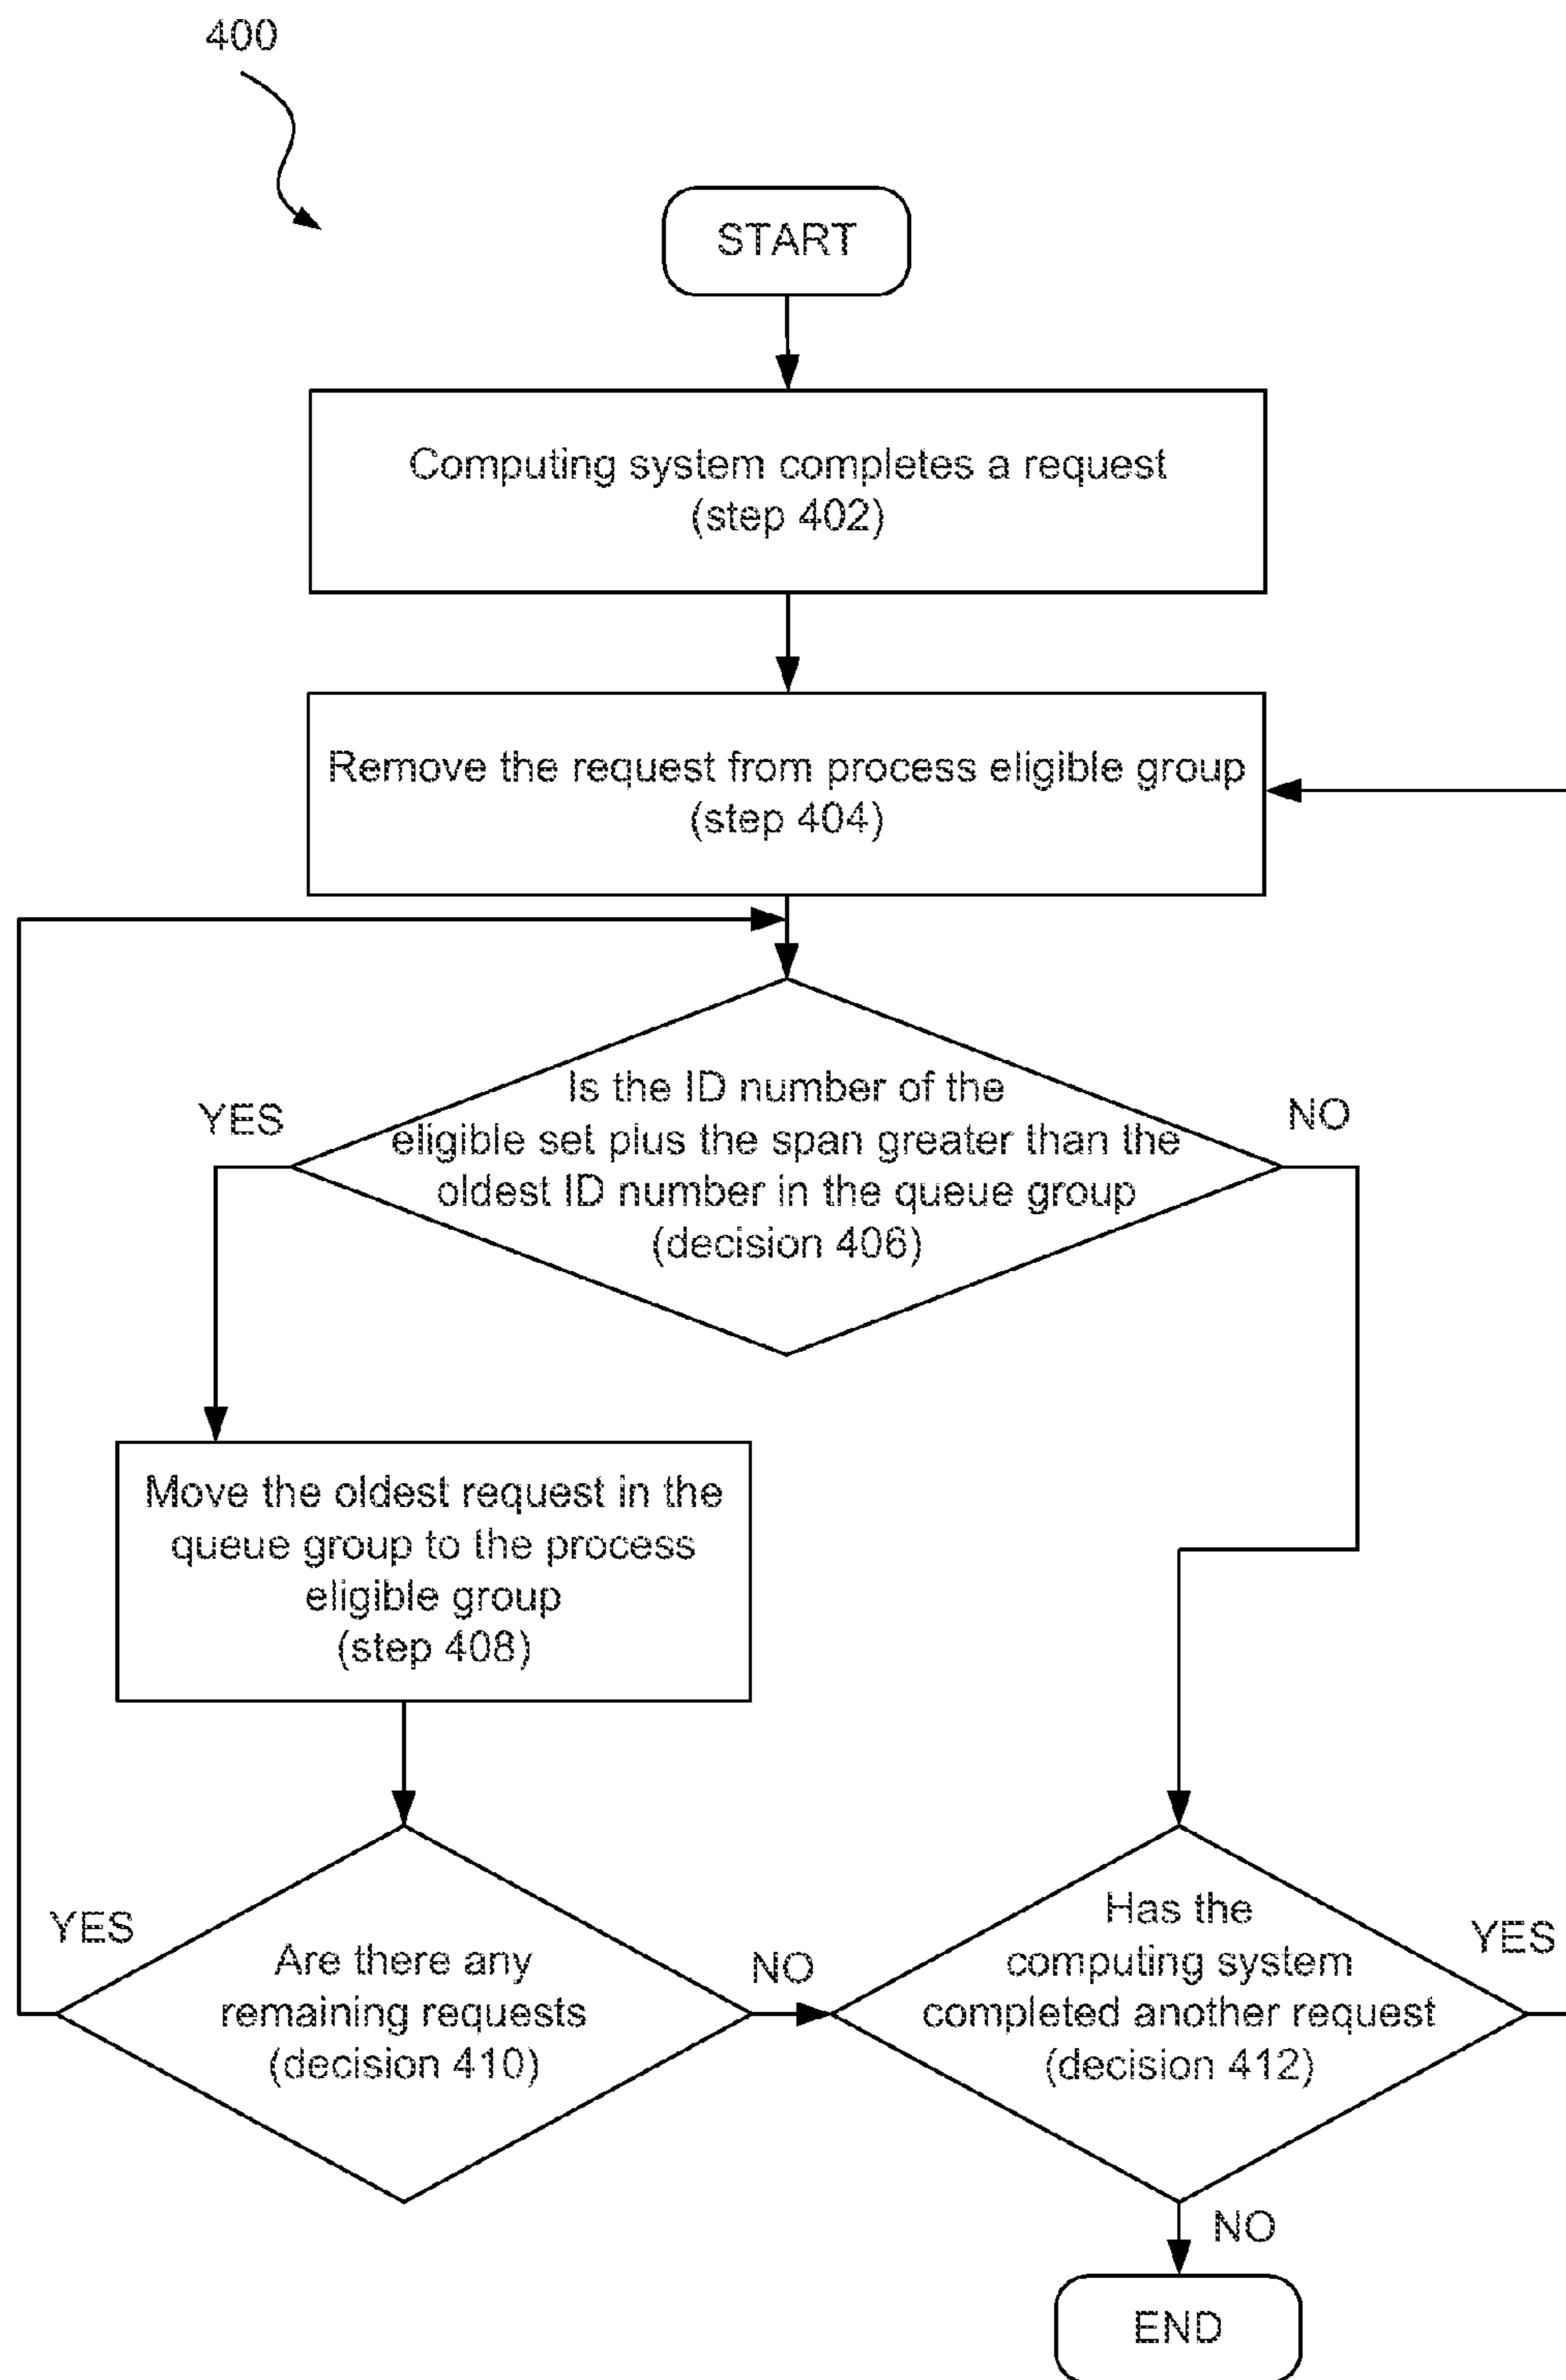 400
START
Computing system completes a request
(step 402)
Remove the request from process eligible group
(step 404)
Is the ID number of the
eligible set plus the span greater than the
oldest ID number in the queue group
(decision 406)
YES
NO
Move the oldest request in the
queue group to the process
eligible group
(step 408)
Are there any
remaining requests
(decision 410)
YES
NO
Has the
computing system
completed another request
(decision 412)
YES
NO
END